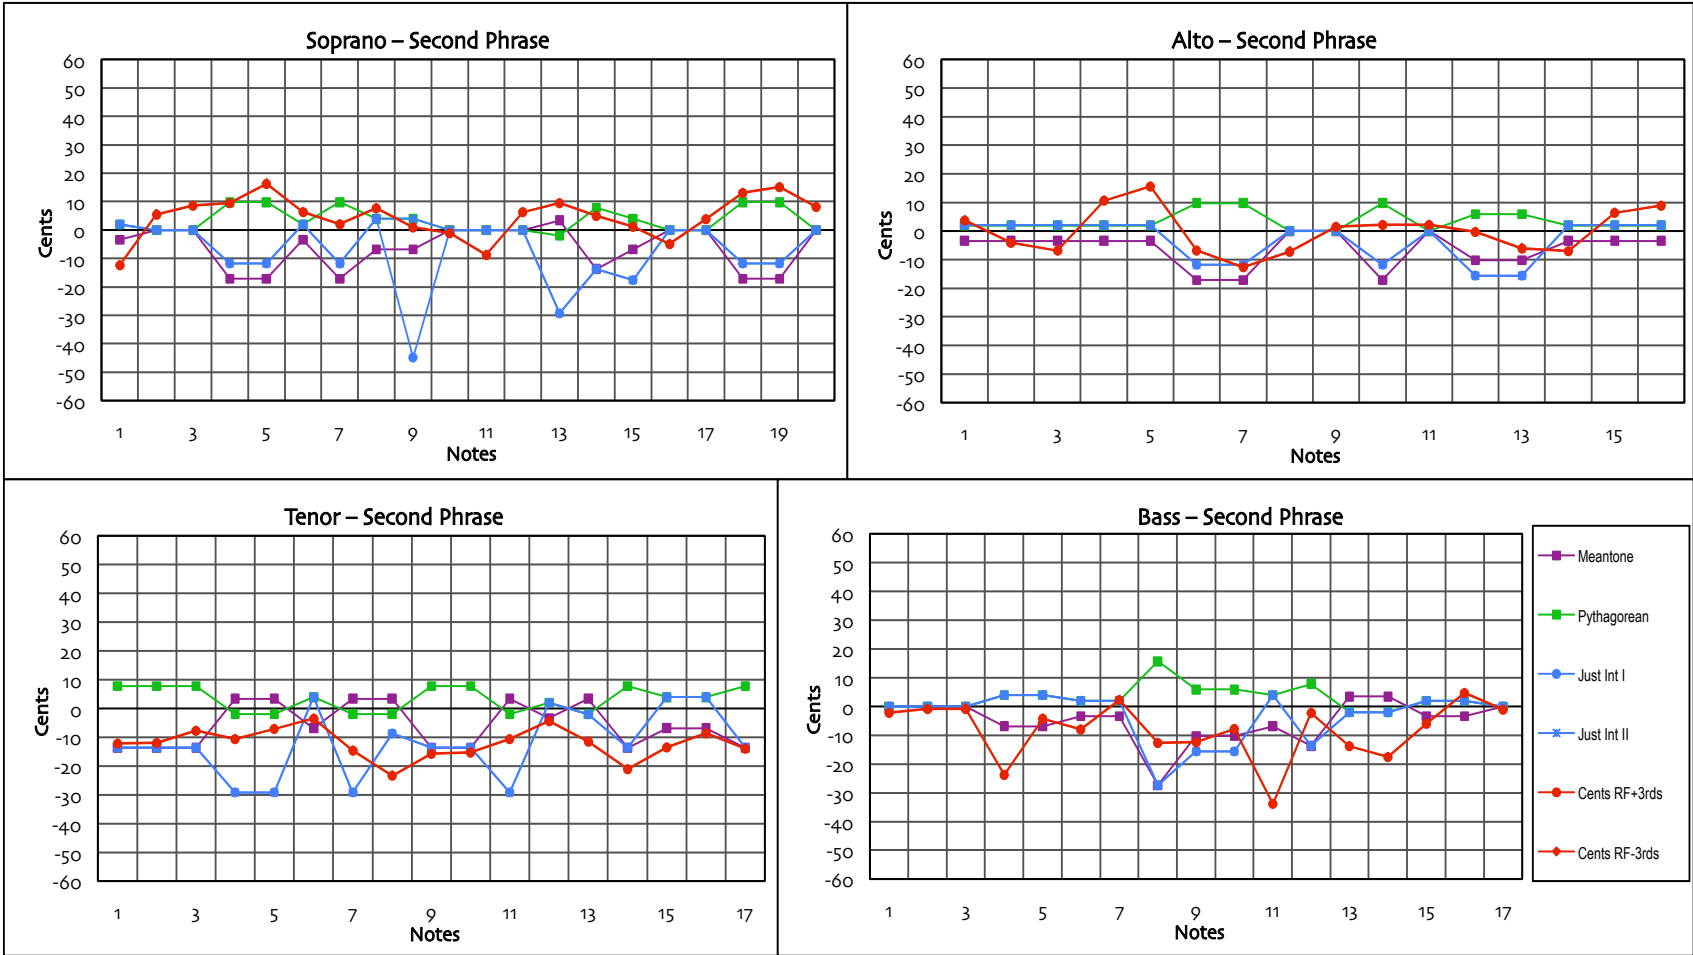 Soprano – Second Phrase
60
50
40
30
20
10
0
-10
-20
-30
-40
-50
-60
Cents
1 3 5 7 9 11 13 15 17 19
Notes
Alto – Second Phrase
60
50
40
30
20
10
0
-10
-20
-30
-40
-50
-60
Cents
1 3 5 7 9 11 13 15
Notes
Tenor – Second Phrase
60
50
40
30
20
10
0
-10
-20
-30
-40
-50
-60
Cents
1 3 5 7 9 11 13 15 17
Notes
Bass – Second Phrase
60
50
40
30
20
10
0
-10
-20
-30
-40
-50
-60
Cents
1 3 5 7 9 11 13 15 17
Notes
Meantone
Pythagorean
Just Int I
Just Int II
Cents RF+3rds
Cents RF-3rds